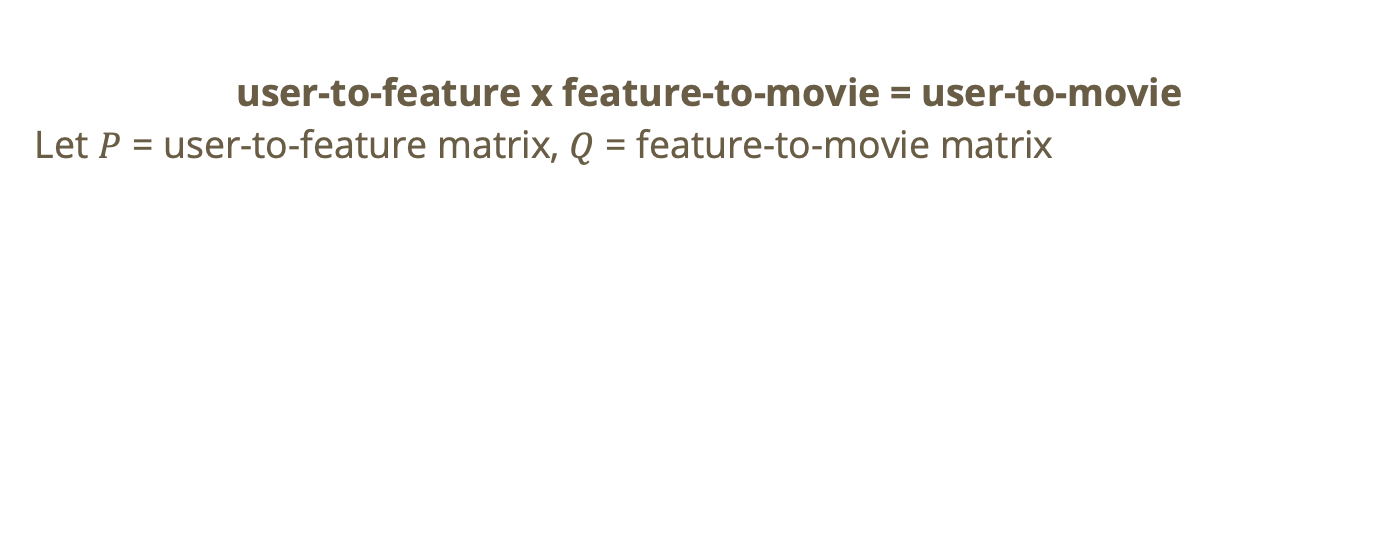 user-to-feature x feature-to-movie = user-to-movie
Let P = user-to-feature matrix, Q = feature-to-movie matrix